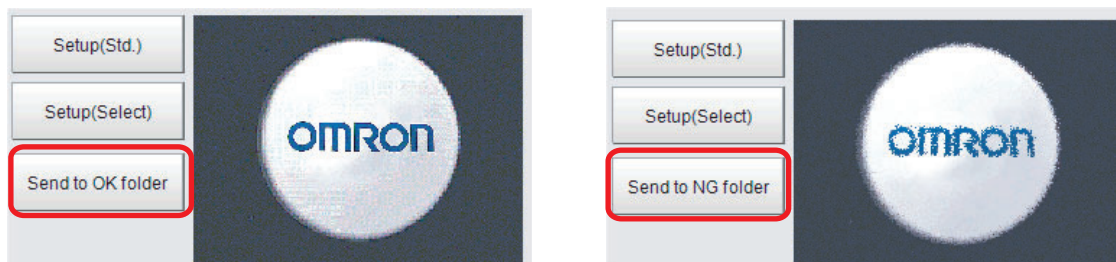 Setup(Std.)
Setup(Select)
Send to OK folder
OMRON
Setup(Std.)
Setup(Select)
Send to NG folder
OMRON